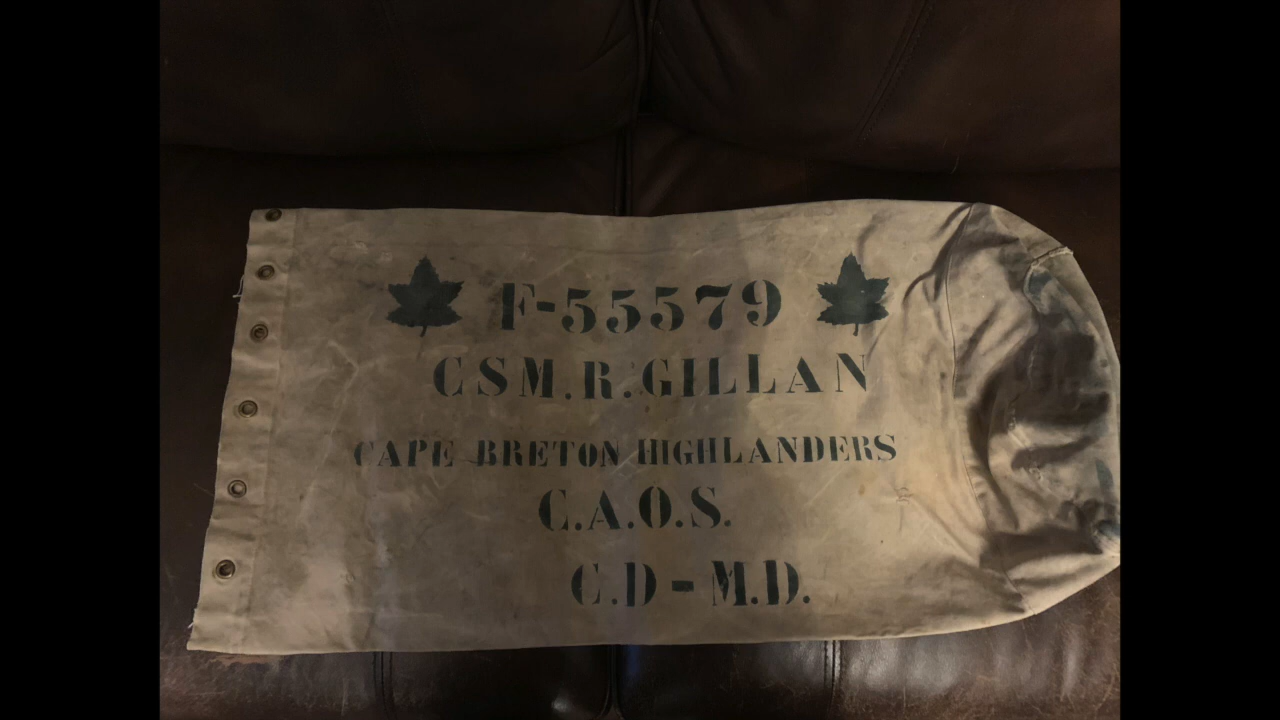 F-55579
CSM.R.GILLAN
CAPE BRETON HIGHLANDERS
C.A.O.S.
C.D-M.D.